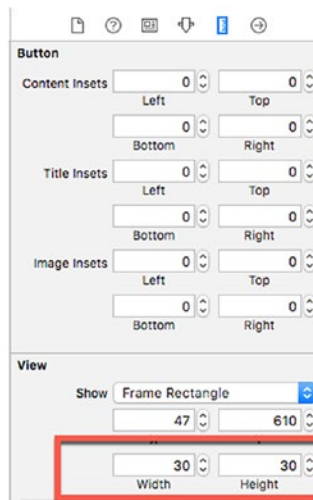 Button
Content Insets 0 0
Left Top
0 0
Bottom Right
Title Insets 0 0
Left Top
0 0
Bottom Right
Image Insets 0 0
Left Top
0 0
Bottom Right
View
Show Frame Rectangle
47 610
30 30
Width Height